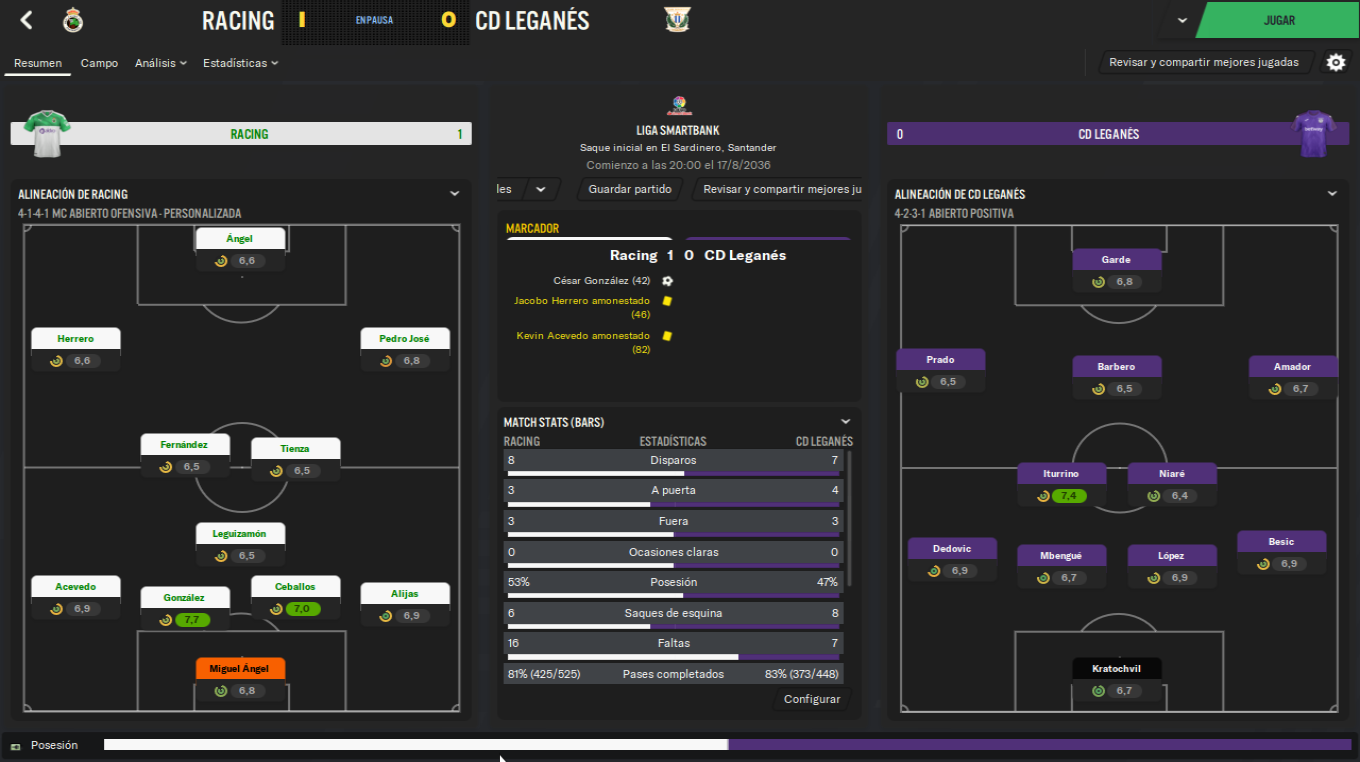 RACING 1 EN PAUSA 0 CD LEGANÉS
JUGAR
Resumen Campo Análisis Estadísticas
Revisar y compartir mejores jugadas
RACING 1
LIGA SMARTBANK
Saque inicial en El Sardinero, Santander
Comienzo a las 20:00 el 17/8/2036
0 CD LEGANÉS
les Guardar partido Revisar y compartir mejores ju
ALINEACIÓN DE RACING
4-1-4-1 MC ABIERTO OFENSIVA - PERSONALIZADA
Ángel
6,6
Herrero
6,6
Pedro José
6,8
Fernández
6,5
Tienza
6,5
Leguizamón
6,5
Acevedo
6,9
González
7,7
Ceballos
7,0
Alijas
6,9
Miguel Ángel
6,8
MARCADOR
Racing 1 0 CD Leganés
César González (42)
Jacobo Herrero amonestado
(46)
Kevin Acevedo amonestado
(82)
MATCH STATS (BARS)
RACING ESTADÍSTICAS CD LEGANÉS
8 Disparos 7
3 A puerta 4
3 Fuera 3
0 Ocasiones claras 0
53% Posesión 47%
6 Saques de esquina 8
16 Faltas 7
81% (425/525) Pases completados 83% (373/448)
Configurar
ALINEACIÓN DE CD LEGANÉS
4-2-3-1 ABIERTO POSITIVA
Garde
6,8
Prado
6,5
Barbero
6,5
Amador
6,7
Iturrino
7,4
Niaré
6,4
Dedovic
6,9
Mbengué
6,7
López
6,9
Besic
6,9
Kratochvil
6,7
Posesión